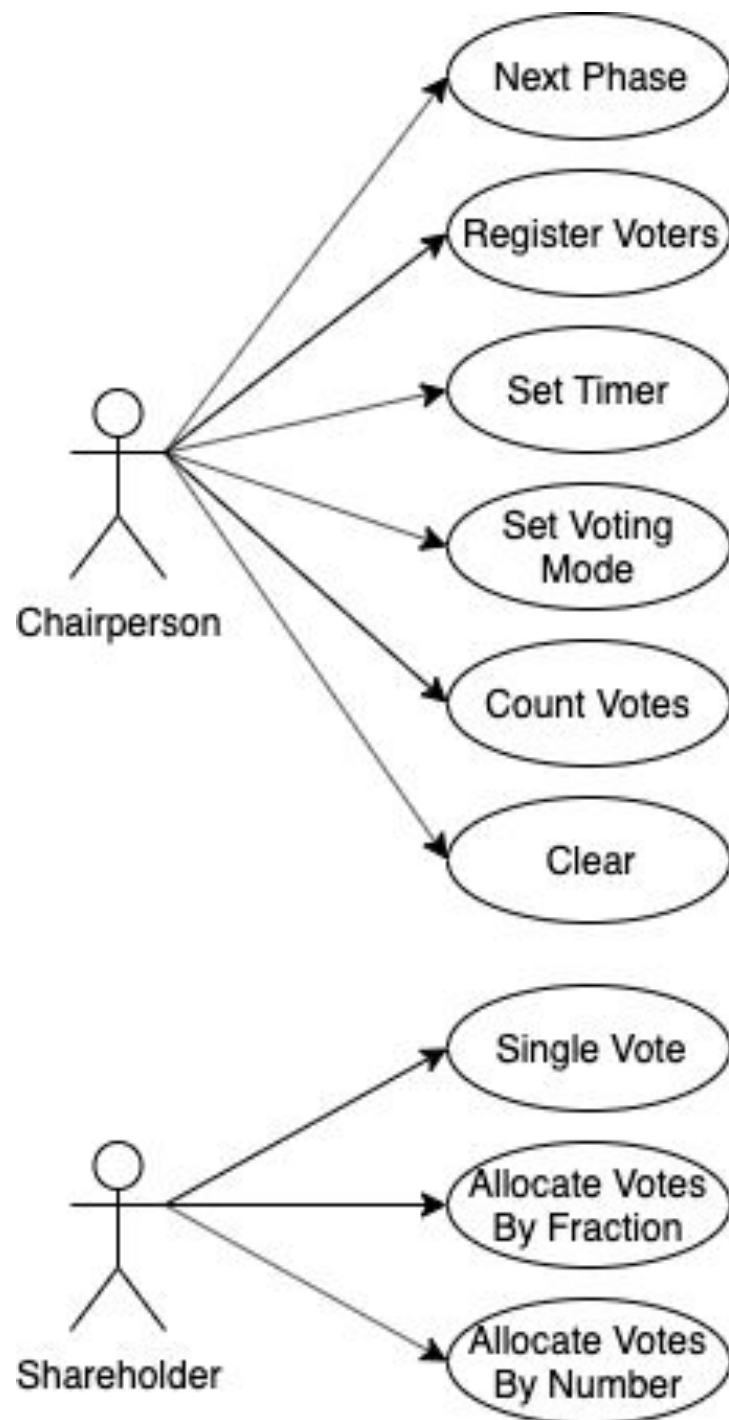 Next Phase
Register Voters
Set Timer
Set Voting
Mode
Chairperson
Count Votes
Clear
Single Vote
Allocate Votes
By Fraction
Shareholder
Allocate Votes
By Number